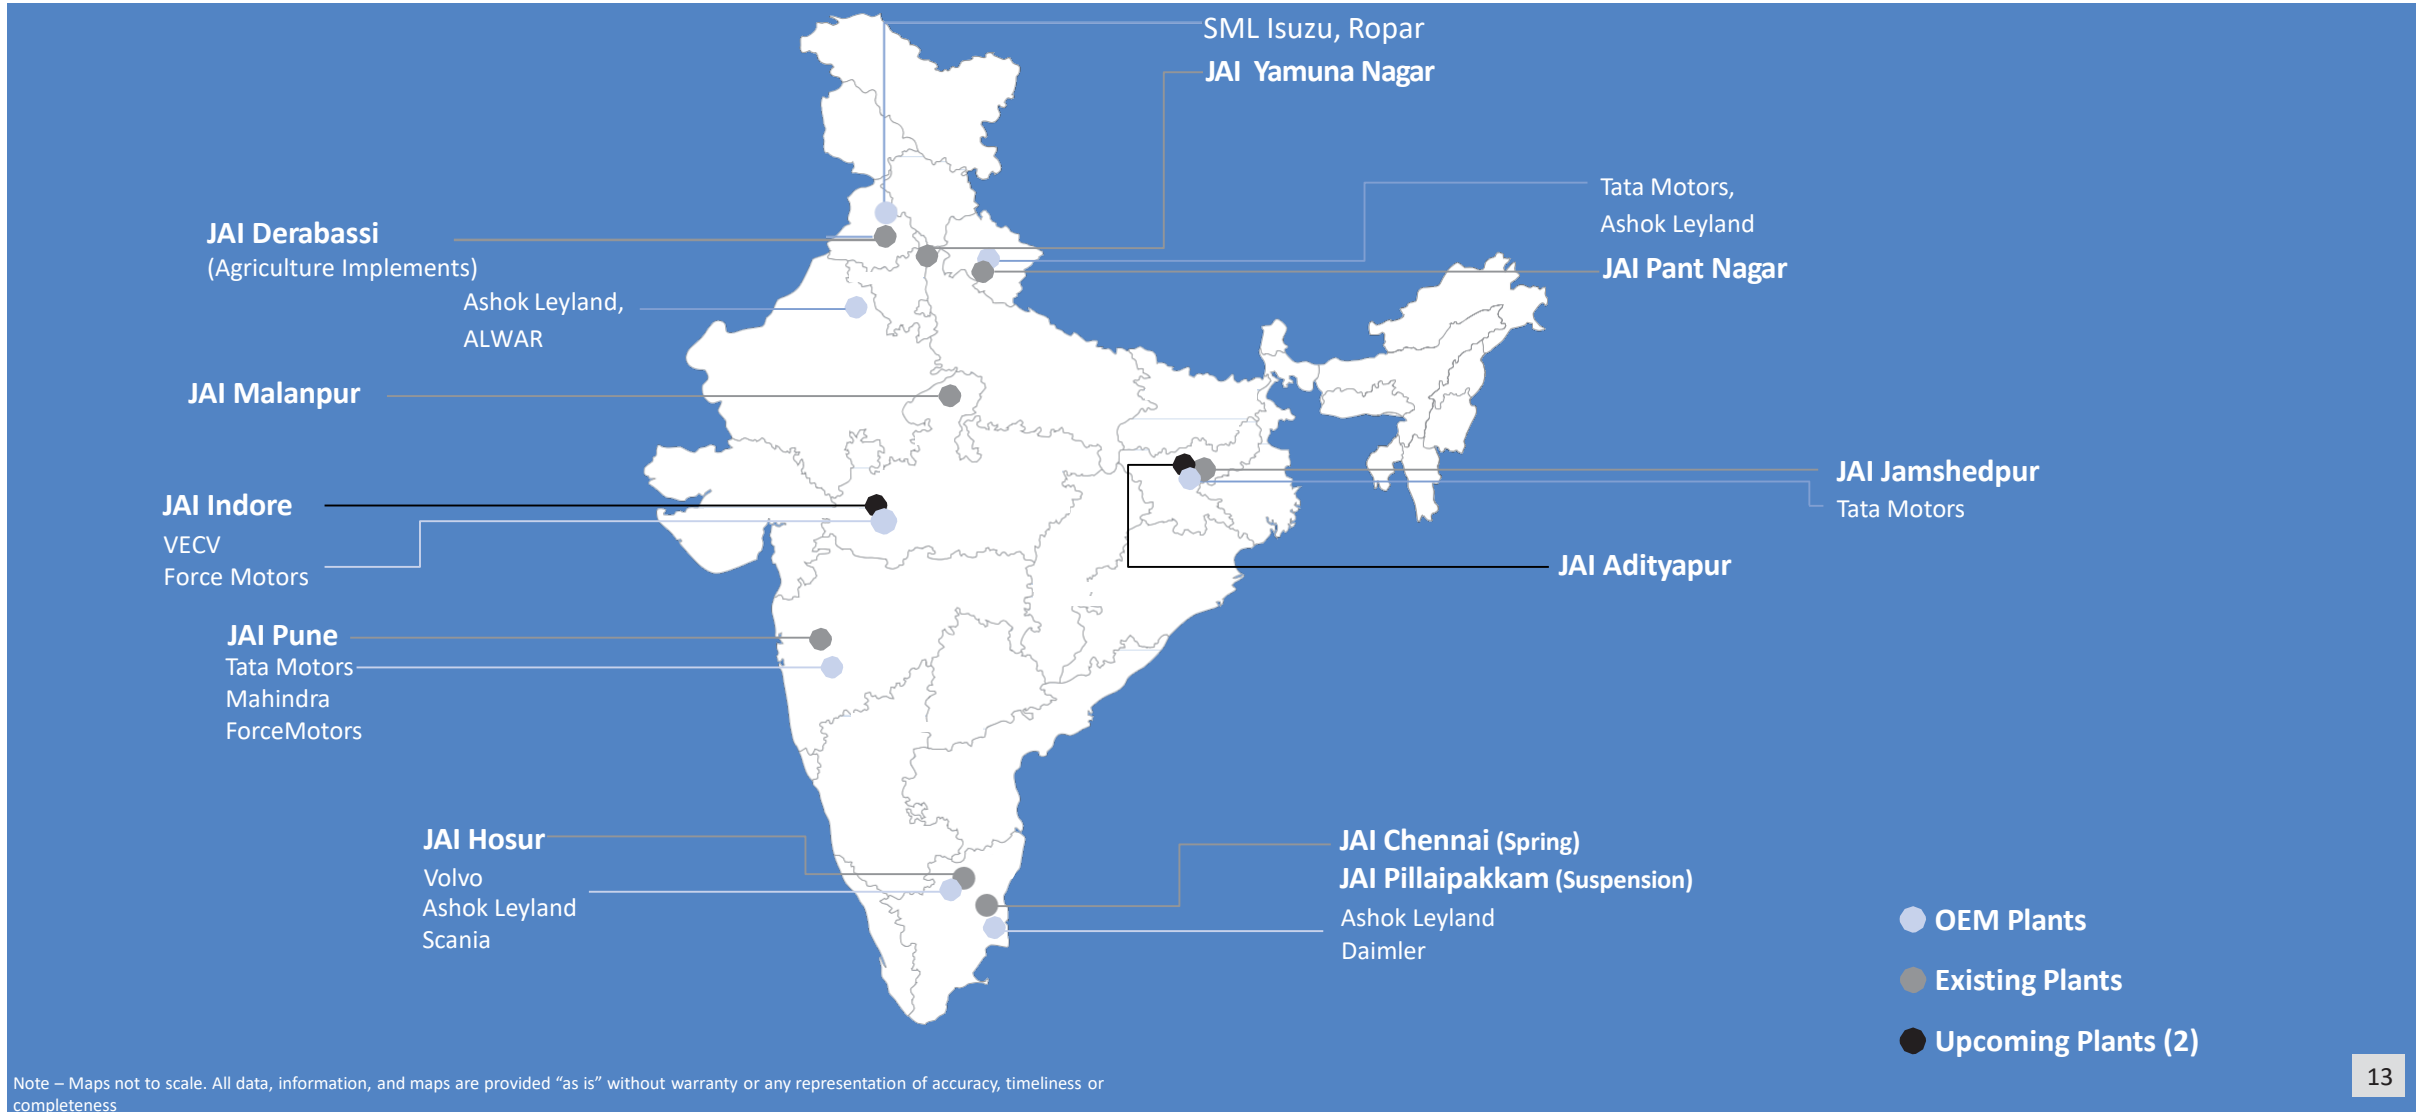 SML Isuzu, Ropar
JAI Yamuna Nagar
Tata Motors,
Ashok Leyland
JAI Pant Nagar
JAI Derabassi
(Agriculture Implements)
Ashok Leyland,
ALWAR
JAI Malanpur
JAI Jamshedpur
Tata Motors
JAI Indore
VECV
Force Motors
JAI Adityapur
JAI Pune
Tata Motors
Mahindra
ForceMotors
JAI Hosur
Volvo
Ashok Leyland
Scania
JAI Chennai (Spring)
JAI Pillaipakkam (Suspension)
Ashok Leyland
Daimler
OEM Plants
Existing Plants
Upcoming Plants (2)
Note – Maps not to scale. All data, information, and maps are provided “as is” without warranty or any representation of accuracy, timeliness or
completeness
13